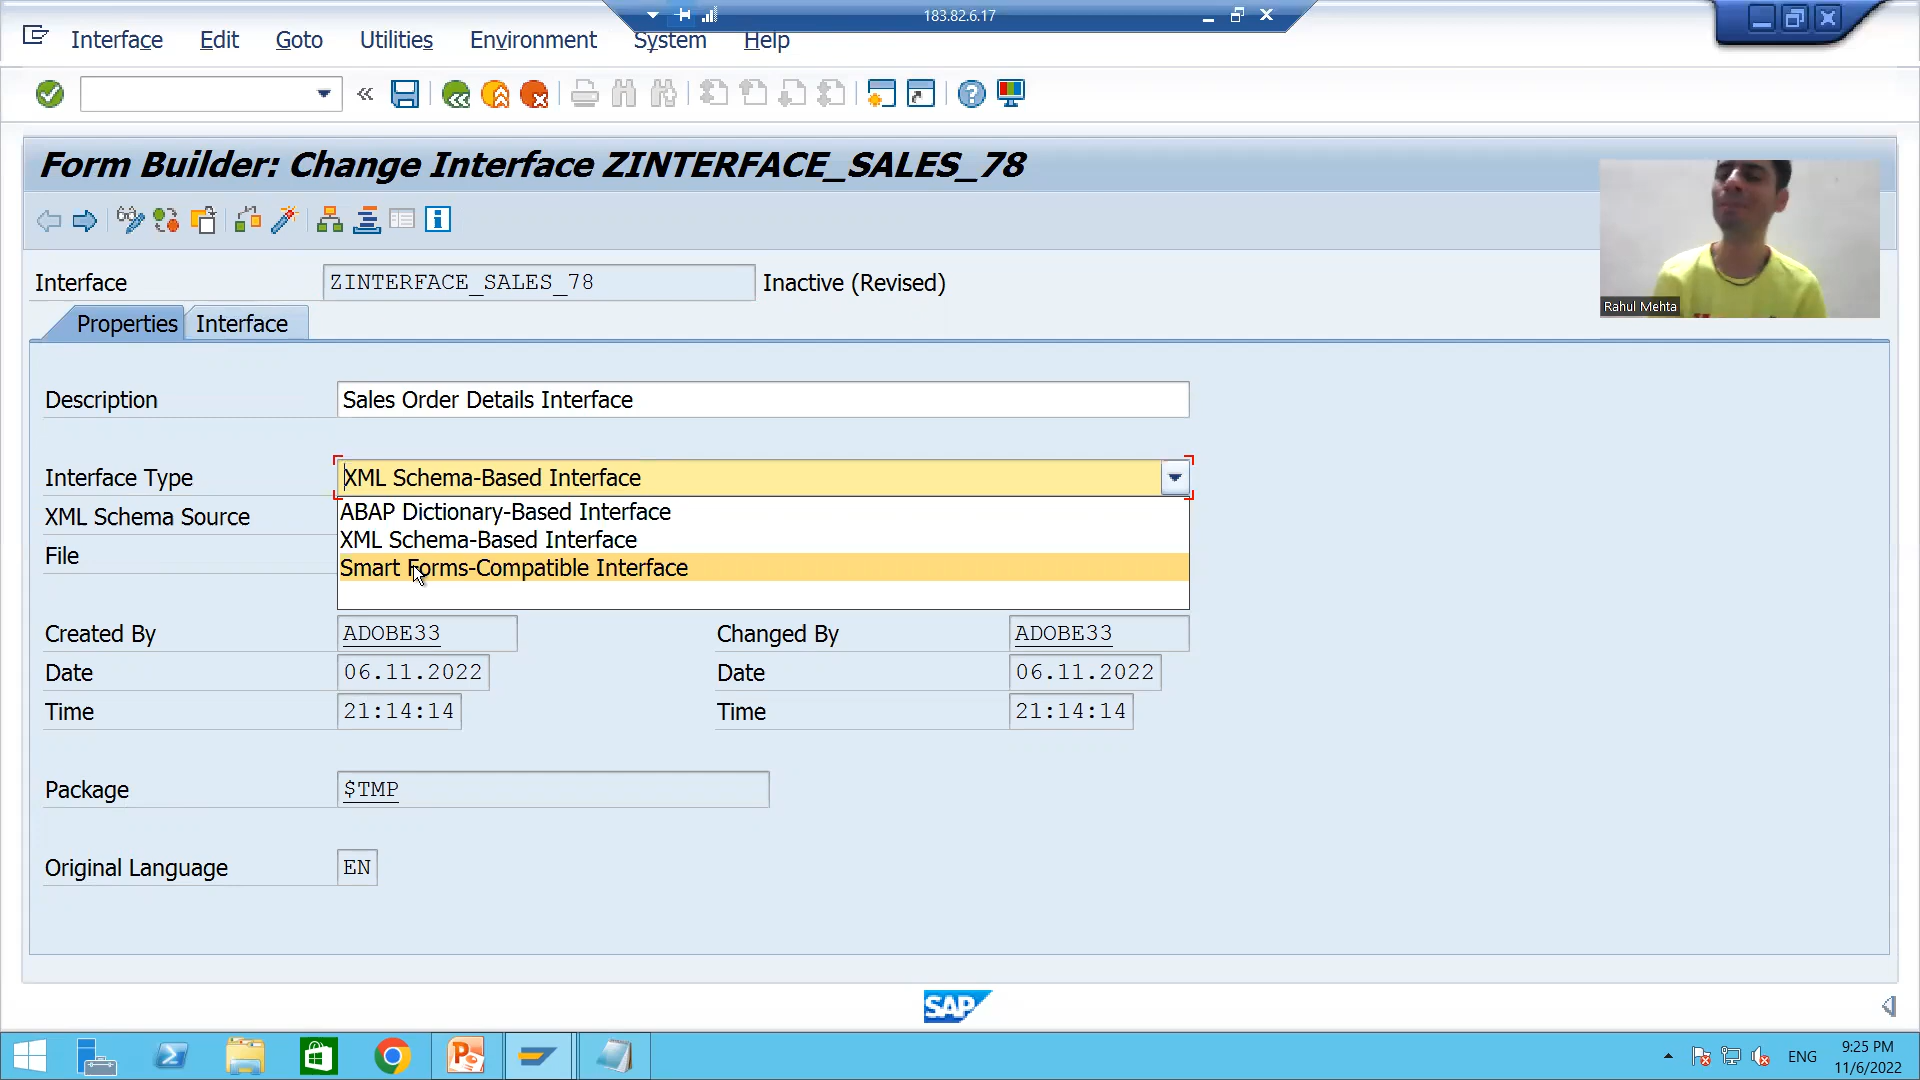 183.82.6.17
Interface Edit Goto Utilities Environment System Help
Form Builder: Change Interface ZINTERFACE_SALES_78
Interface ZINTERFACE_SALES_78 Inactive (Revised)
Rahul Mehta
Properties Interface
Description Sales Order Details Interface
Interface Type XML Schema-Based Interface
ABAP Dictionary-Based Interface
XML Schema Source
XML Schema-Based Interface
File
Smart Forms-Compatible Interface
Created By ADOBE33 Changed By ADOBE33
Date 06.11.2022 Date 06.11.2022
Time 21:14:14 Time 21:14:14
Package $TMP
Original Language EN
SAP
ENG
9:25 PM
11/6/2022